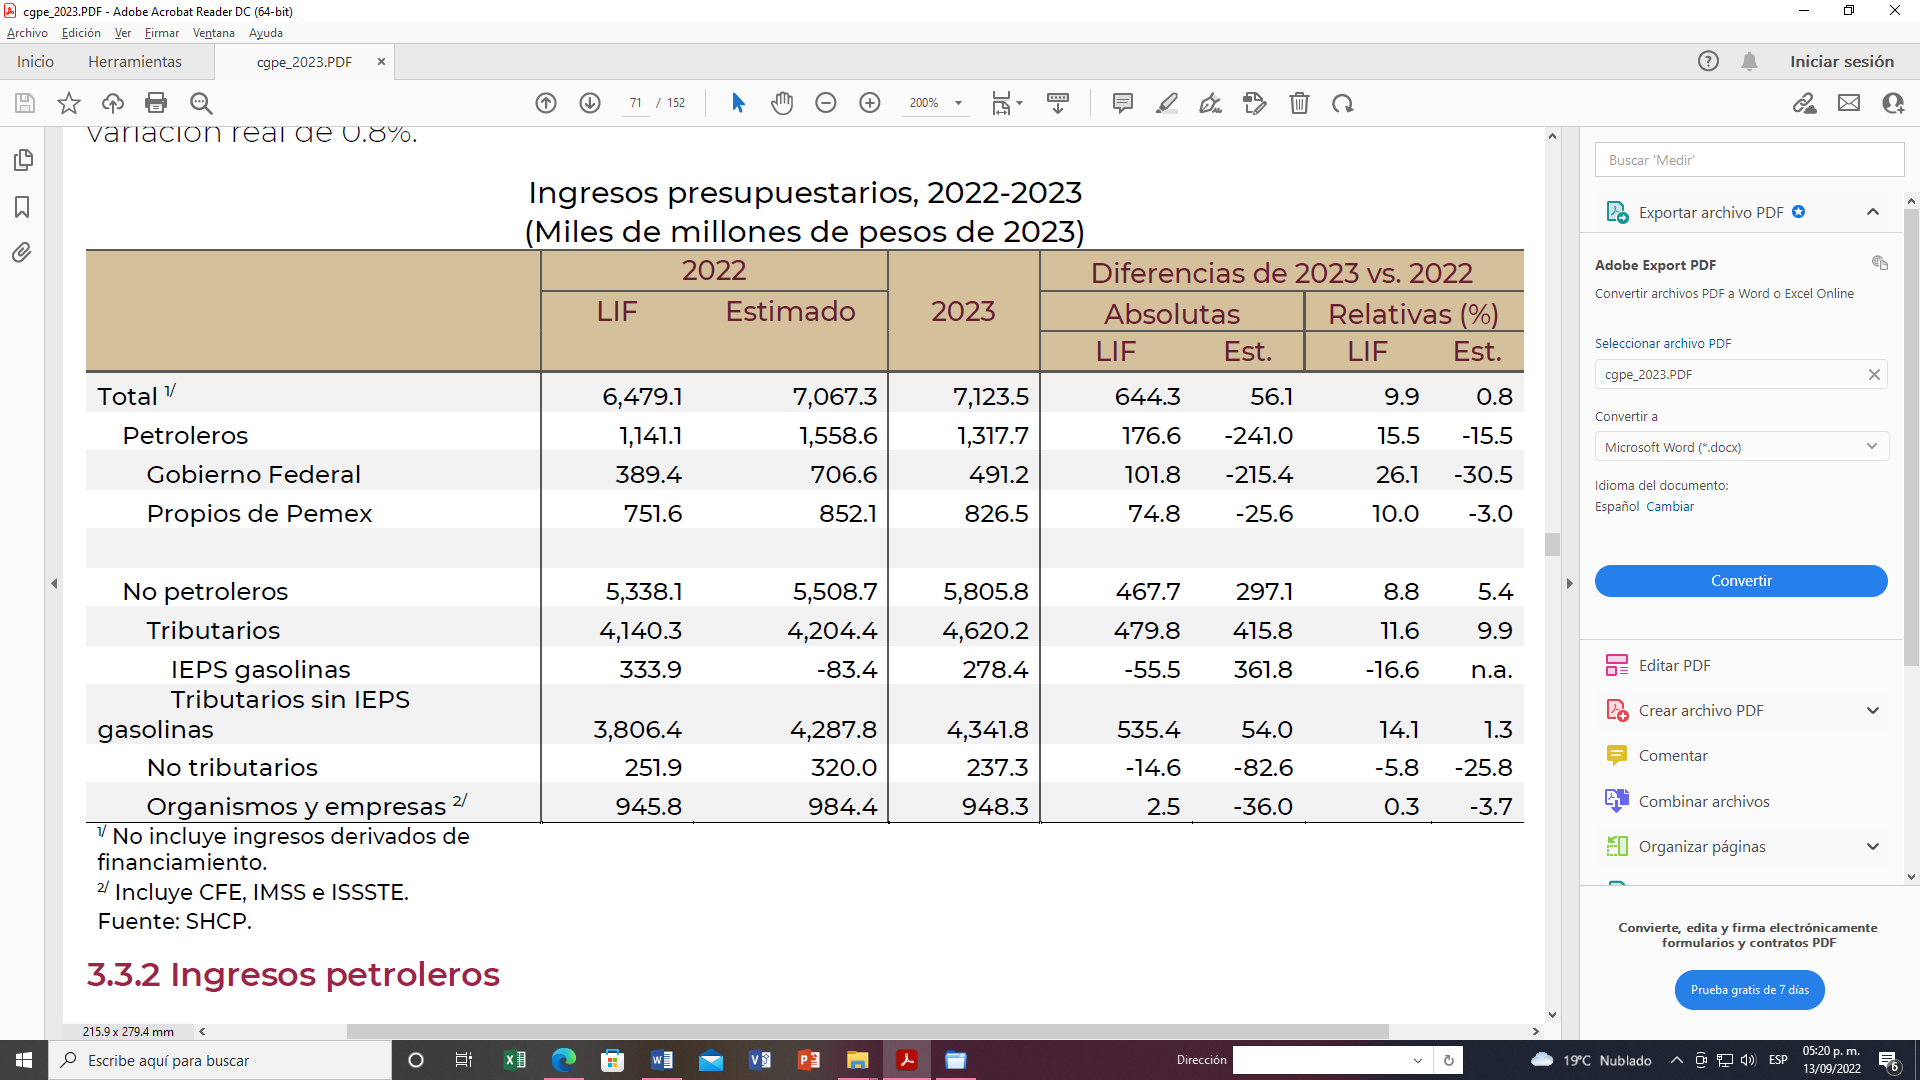 cgpe_2023.PDF - Adobe Acrobat Reader DC (64-bit)
Archivo Edición Ver Firmar Ventana Ayuda
Inicio Herramientas cgpe_2023.PDF × Iniciar sesión
71 / 152 200%
variación real de 0.8%.
Ingresos presupuestarios, 2022-2023
(Miles de millones de pesos de 2023)
2022 Diferencias de 2023 vs. 2022
LIF Estimado 2023 Absolutas Relativas (%)
LIF Est. LIF Est.
Total 1/ 6,479.1 7,067.3 7,123.5 644.3 56.1 9.9 0.8
Petroleros 1,141.1 1,558.6 1,317.7 176.6 -241.0 15.5 -15.5
Gobierno Federal 389.4 706.6 491.2 101.8 -215.4 26.1 -30.5
Propios de Pemex 751.6 852.1 826.5 74.8 -25.6 10.0 -3.0
No petroleros 5,338.1 5,508.7 5,805.8 467.7 297.1 8.8 5.4
Tributarios 4,140.3 4,204.4 4,620.2 479.8 415.8 11.6 9.9
IEPS gasolinas 333.9 -83.4 278.4 -55.5 361.8 -16.6 n.a.
Tributarios sin IEPS
gasolinas 3,806.4 4,287.8 4,341.8 535.4 54.0 14.1 1.3
No tributarios 251.9 320.0 237.3 -14.6 -82.6 -5.8 -25.8
Organismos y empresas 2/ 945.8 984.4 948.3 2.5 -36.0 0.3 -3.7
1/ No incluye ingresos derivados de
financiamiento.
2/ Incluye CFE, IMSS e ISSSTE.
Fuente: SHCP.
3.3.2 Ingresos petroleros
215.9 x 279.4 mm
Buscar 'Medir'
Exportar archivo PDF
Adobe Export PDF
Convertir archivos PDF a Word o Excel Online
Seleccionar archivo PDF
cgpe_2023.PDF
Convertir a
Microsoft Word (*.docx)
Idioma del documento:
Español Cambiar
Convertir
Editar PDF
Crear archivo PDF
Comentar
Combinar archivos
Organizar páginas
Convierte, edita y firma electrónicamente
formularios y contratos PDF
Prueba gratis de 7 días
Escribe aquí para buscar
Dirección
19°C Nublado
ESP
05:20 p. m.
13/09/2022
6